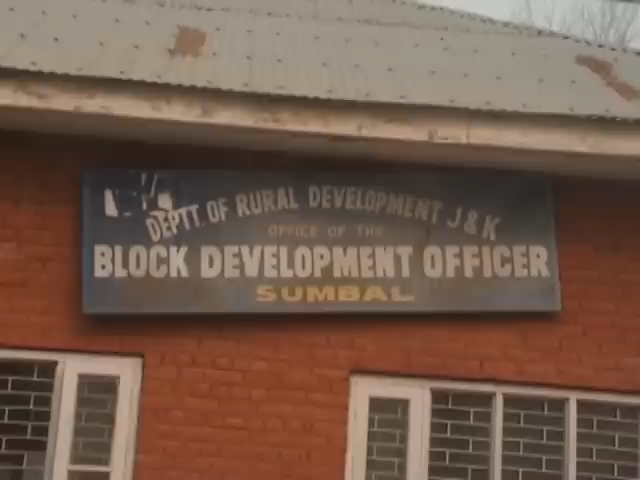 DEPTT. OF RURAL DEVELOPMENT J&K
OFFICE OF THE
BLOCK DEVELOPMENT OFFICER
SUMBAL